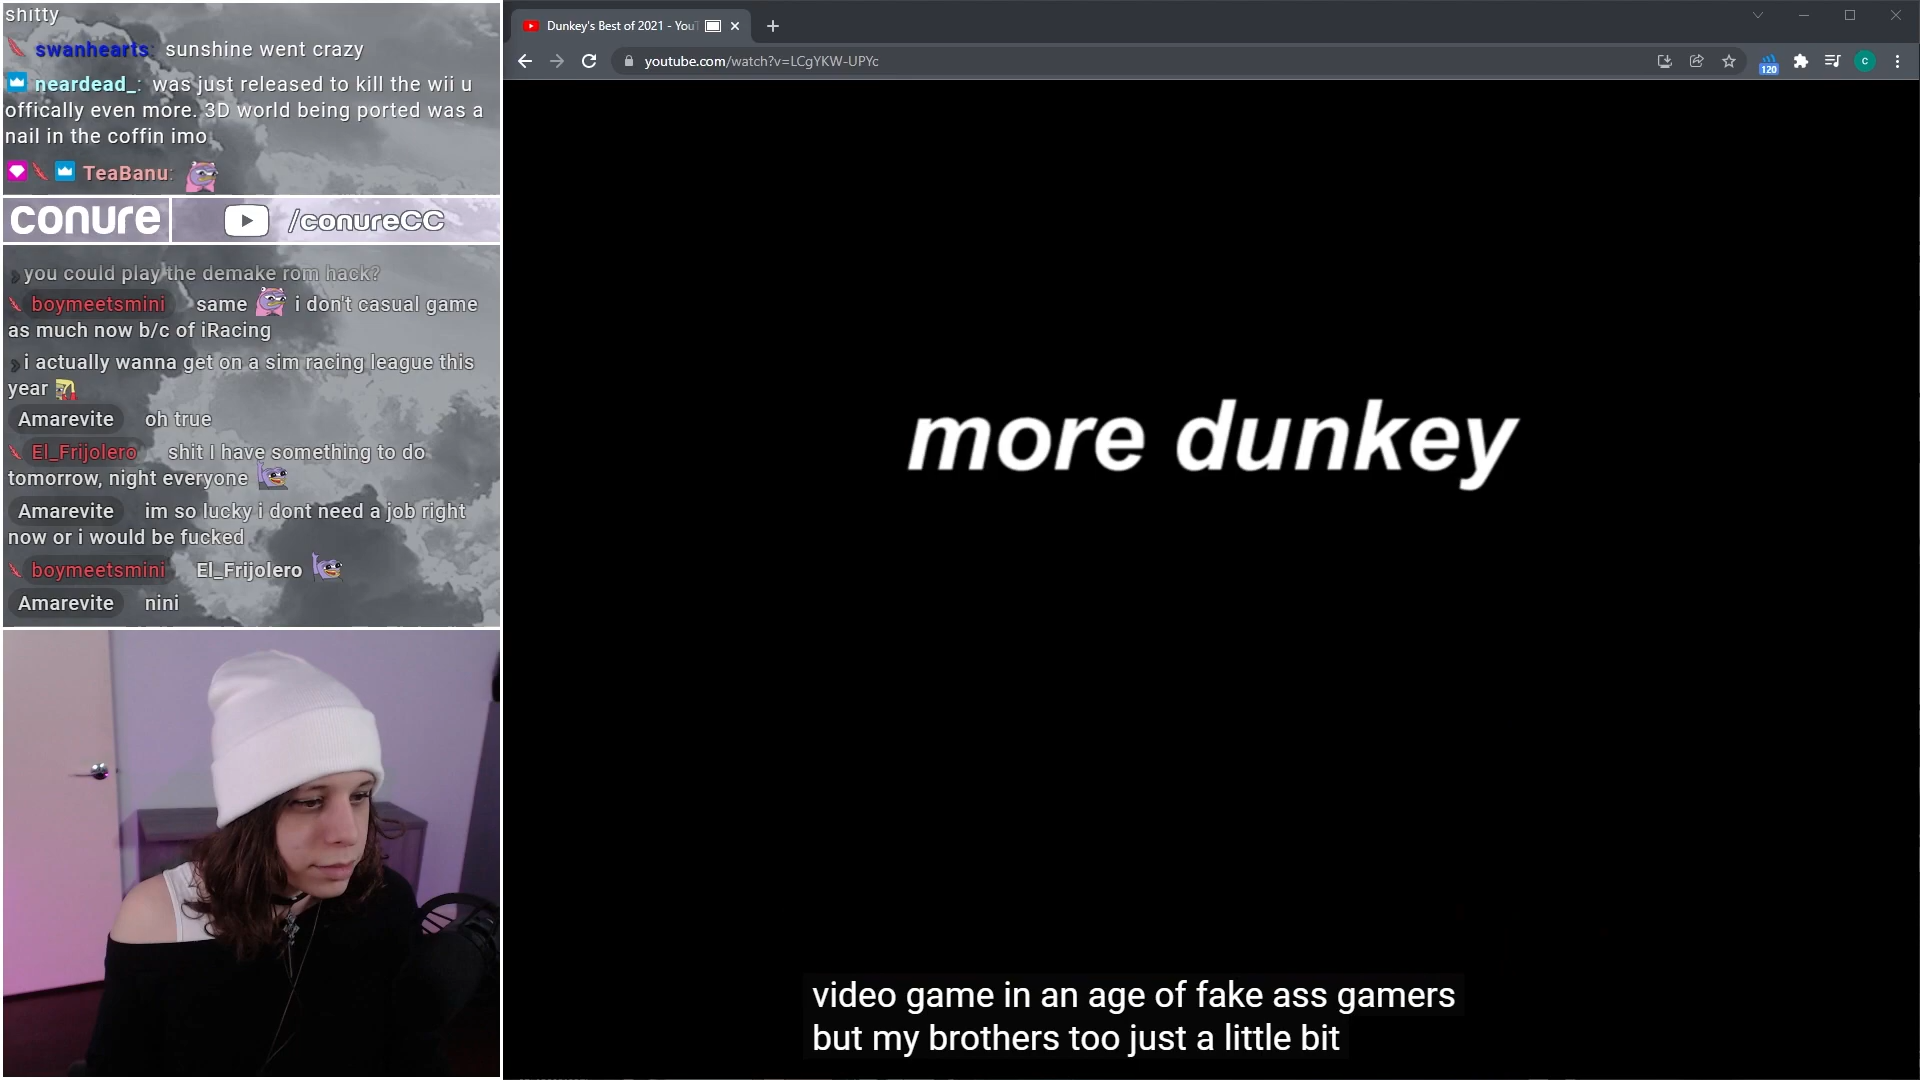 shitty
swanhearts: sunshine went crazy
neardead_: was just released to kill the wii u
offically even more. 3D world being ported was a
nail in the coffin imo
TeaBanu:
conure
/conureCC
you could play the demake rom hack?
boymeetsmini same i don't casual game
as much now b/c of iRacing
i actually wanna get on a sim racing league this
year
Amarevite oh true
El_Frijolero shit I have something to do
tomorrow, night everyone
Amarevite im so lucky i dont need a job right
now or i would be fucked
boymeetsmini El_Frijolero
Amarevite nini
Dunkey's Best of 2021 - YouT
youtube.com/watch?v=LCgYKW-UPYc
120
c
more dunkey
video game in an age of fake ass gamers
but my brothers too just a little bit